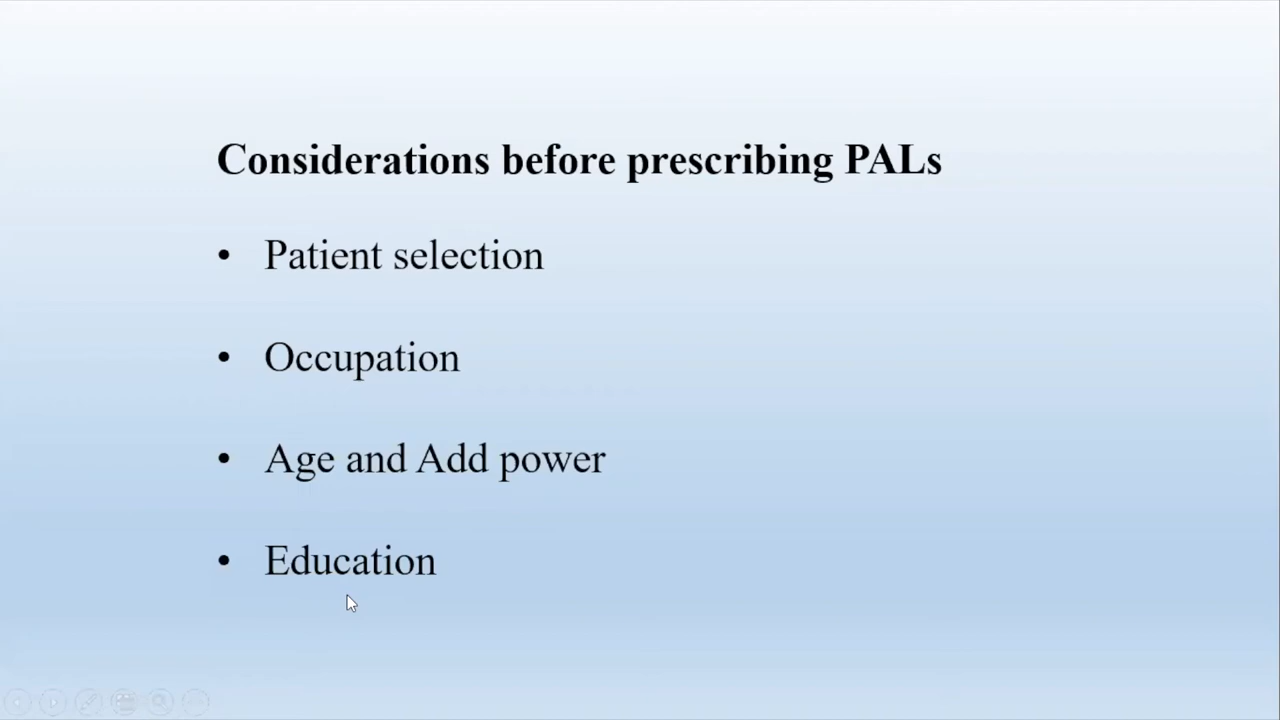 Considerations before prescribing PALs
• Patient selection
• Occupation
• Age and Add power
• Education